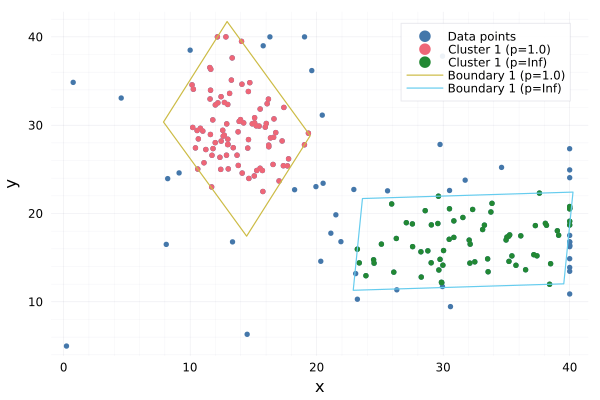 40
30
20
10
y
0
10
20
30
40
x
Data points
Cluster 1 (p=1.0)
Cluster 1 (p=Inf)
Boundary 1 (p=1.0)
Boundary 1 (p=Inf)